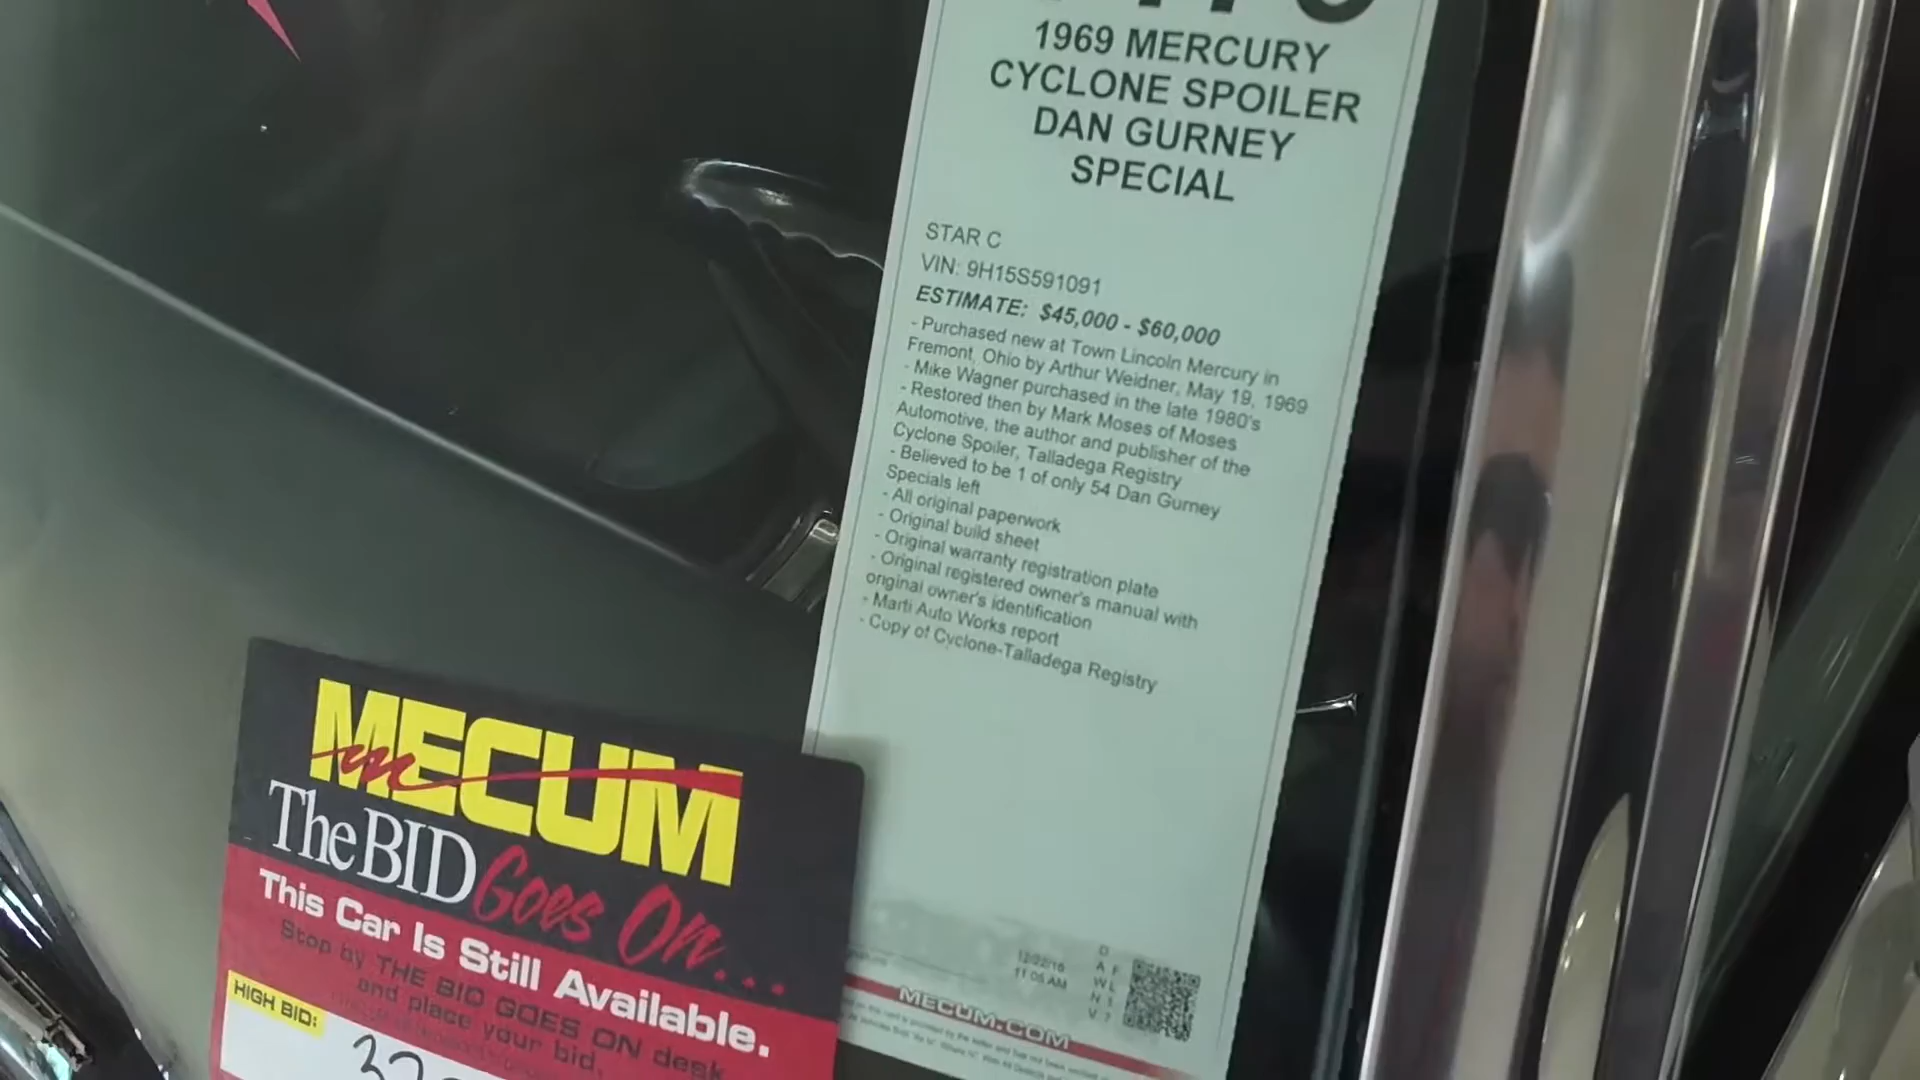 1969 MERCURY
CYCLONE SPOILER
DAN GURNEY
SPECIAL
STAR C
VIN: 9H15S591091
ESTIMATE: $45,000 - $60,000
- Purchased new at Town Lincoln Mercury in
Fremont, Ohio by Arthur Weidner, May 19, 1969
- Mike Wagner purchased in the late 1980's
- Restored then by Mark Moses of Moses
Automotive, the author and publisher of the
Cyclone Spoiler, Talladega Registry
- Believed to be 1 of only 54 Dan Gurney
Specials left
- All original paperwork
- Original build sheet
- Original warranty registration plate
- Original registered owner's manual with
original owner's identification
- Marti Auto Works report
- Copy of Cyclone-Talladega Registry
12/22/16
11:05 AM
MECUM.COM
MECUM
The BID Goes On...
This Car Is Still Available.
Stop by THE BID GOES ON desk
and place your bid.
HIGH BID: